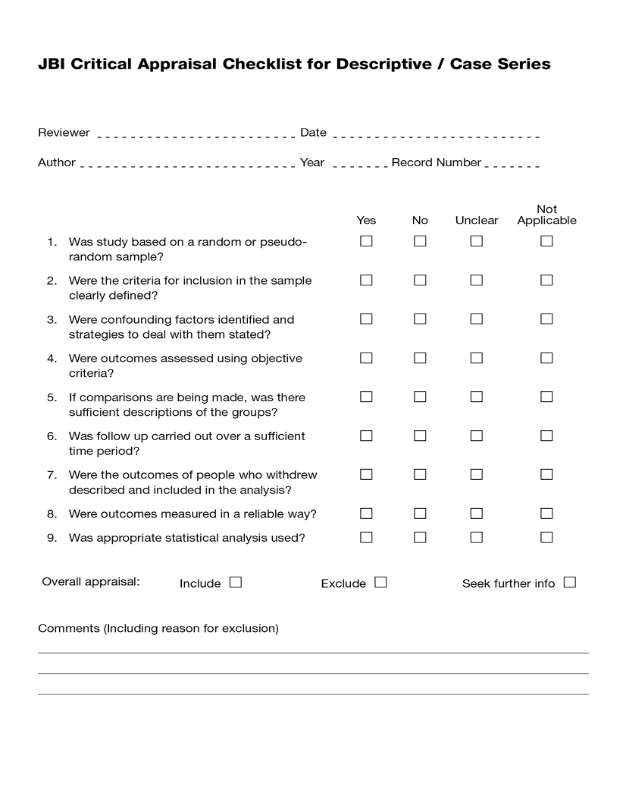 JBI Critical Appraisal Checklist for Descriptive / Case Series
Reviewer _ _ _ _ _ _ _ _ _ _ _ _ _ _ _ _ _ _ _ _ _ _ _ _ Date _ _ _ _ _ _ _ _ _ _ _ _ _ _ _ _ _ _ _ _ _ _ _ _ _
Author _ _ _ _ _ _ _ _ _ _ _ _ _ _ _ _ _ _ _ _ _ _ _ _ _ _ Year _ _ _ _ _ _ _ Record Number _ _ _ _ _ _ _
Yes No Unclear Not Applicable
1. Was study based on a random or pseudo-
random sample?
2. Were the criteria for inclusion in the sample
clearly defined?
3. Were confounding factors identified and
strategies to deal with them stated?
4. Were outcomes assessed using objective
criteria?
5. If comparisons are being made, was there
sufficient descriptions of the groups?
6. Was follow up carried out over a sufficient
time period?
7. Were the outcomes of people who withdrew
described and included in the analysis?
8. Were outcomes measured in a reliable way?
9. Was appropriate statistical analysis used?
Overall appraisal: Include Exclude Seek further info
Comments (Including reason for exclusion)